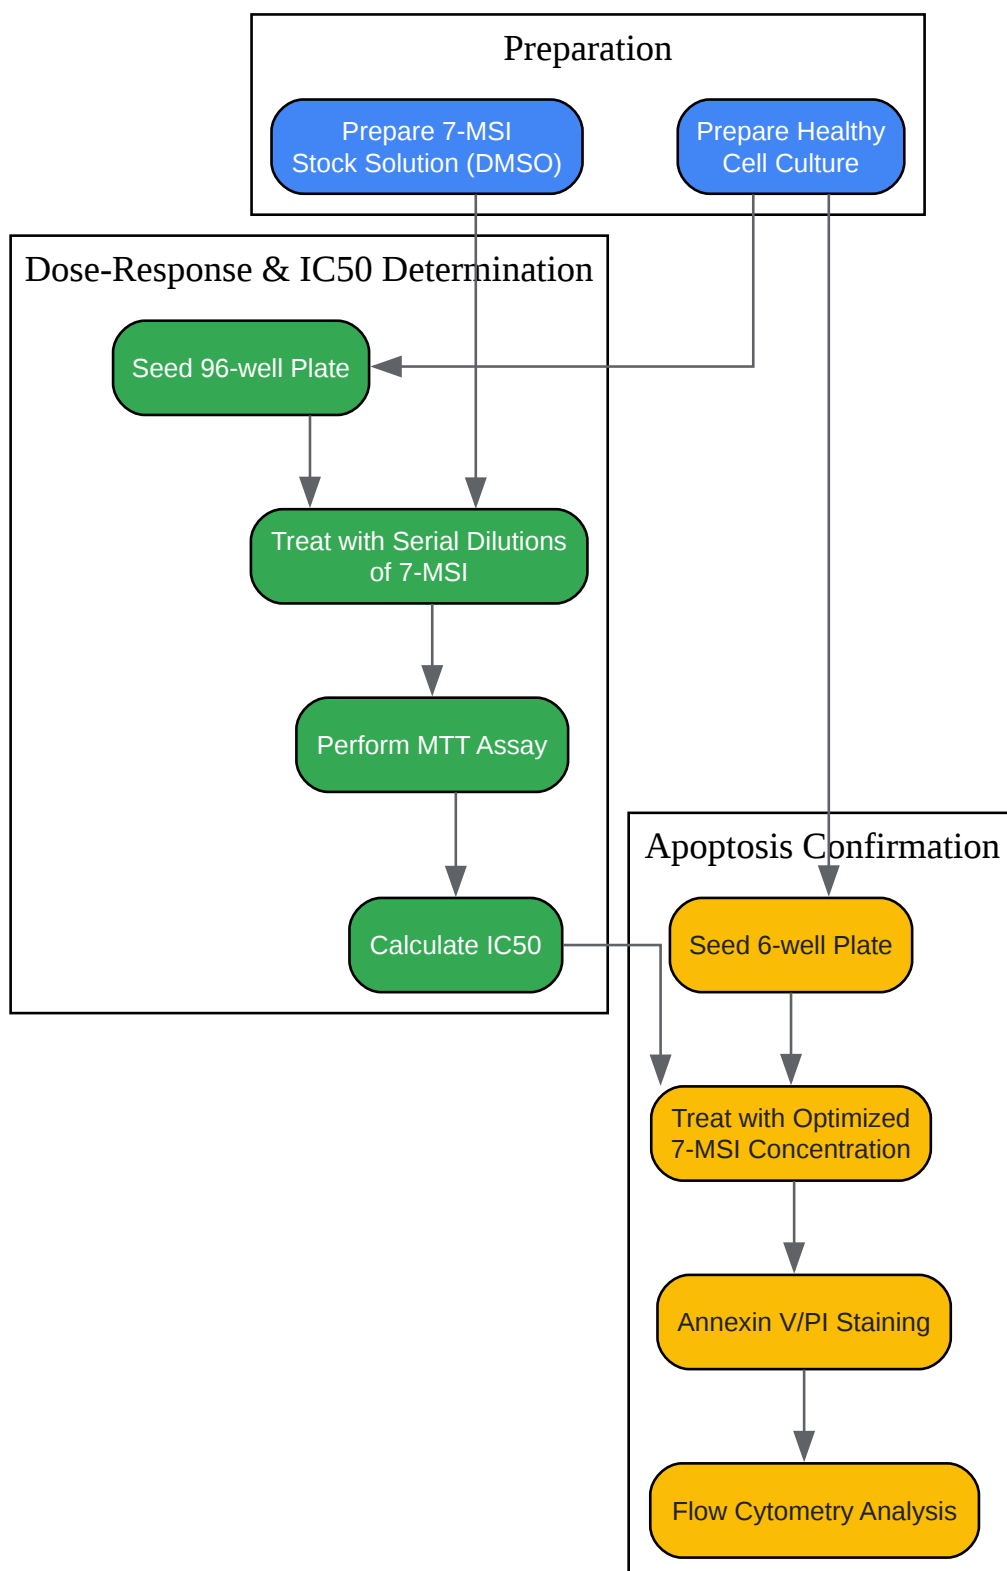 Preparation
Prepare 7-MSI
Stock Solution (DMSO)
Prepare Healthy
Cell Culture
Dose-Response & IC50 Determination
Seed 96-well Plate
Treat with Serial Dilutions
of 7-MSI
Perform MTT Assay
Calculate IC50
Apoptosis Confirmation
Seed 6-well Plate
Treat with Optimized
7-MSI Concentration
Annexin V/PI Staining
Flow Cytometry Analysis